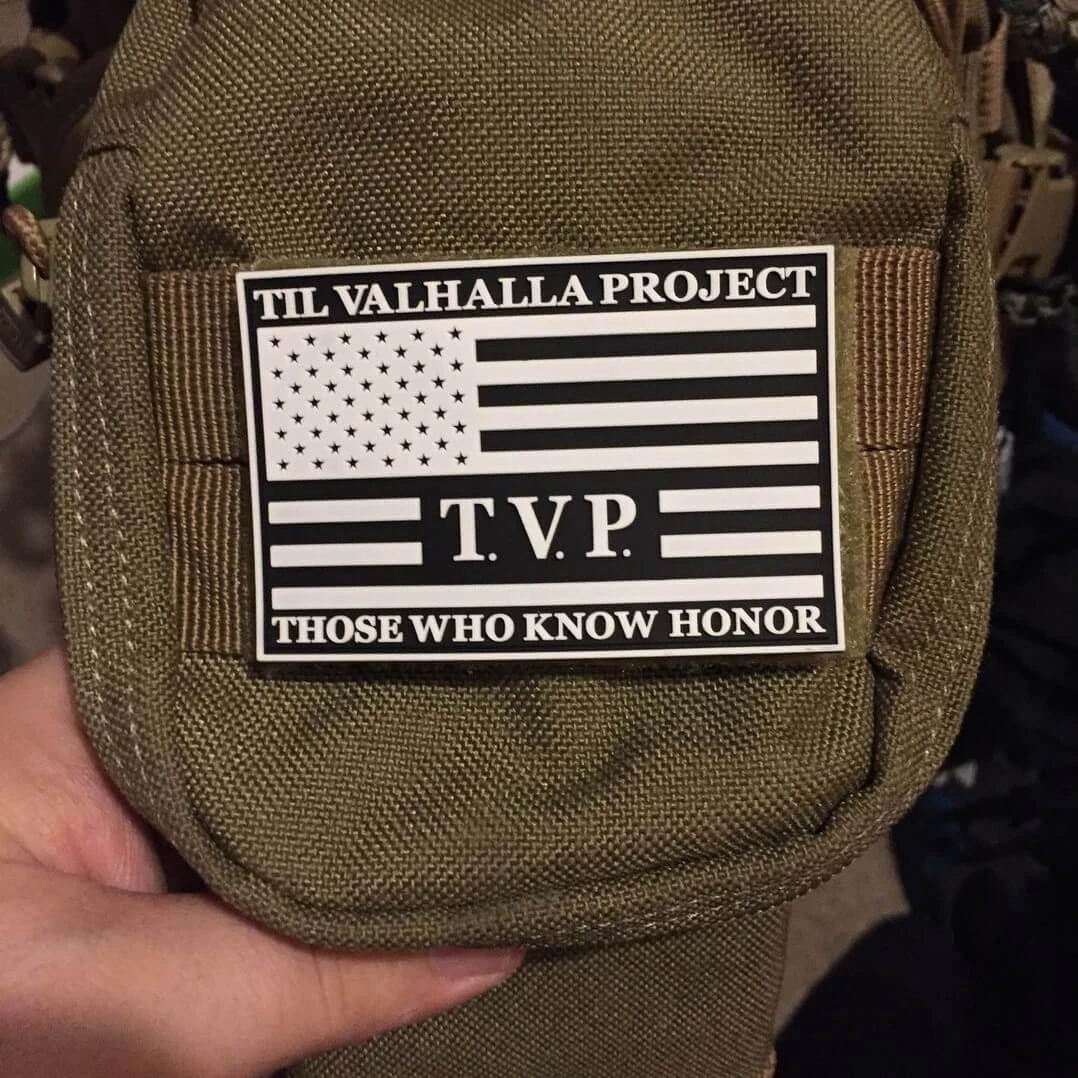 TIL VALHALLA PROJECT
T.V.P.
THOSE WHO KNOW HONOR